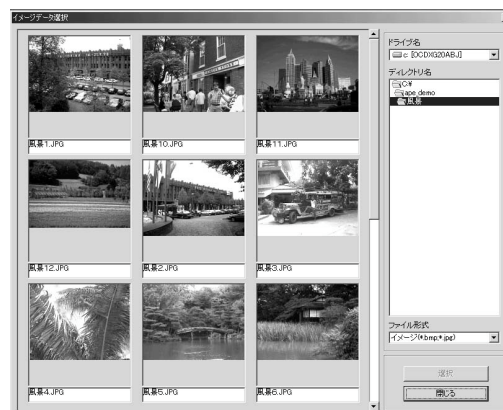 イメージデータ選択
風景1.JPG
風景10.JPG
風景11.JPG
風景12.JPG
風景2.JPG
風景3.JPG
風景4.JPG
風景5.JPG
風景6.JPG
ドライブ名
c: [OCDXG20ABJ]
ディレクトリ名
C:¥
ape_demo
風景
ファイル形式
イメージ(*.bmp;*.jpg)
選択
閉じる